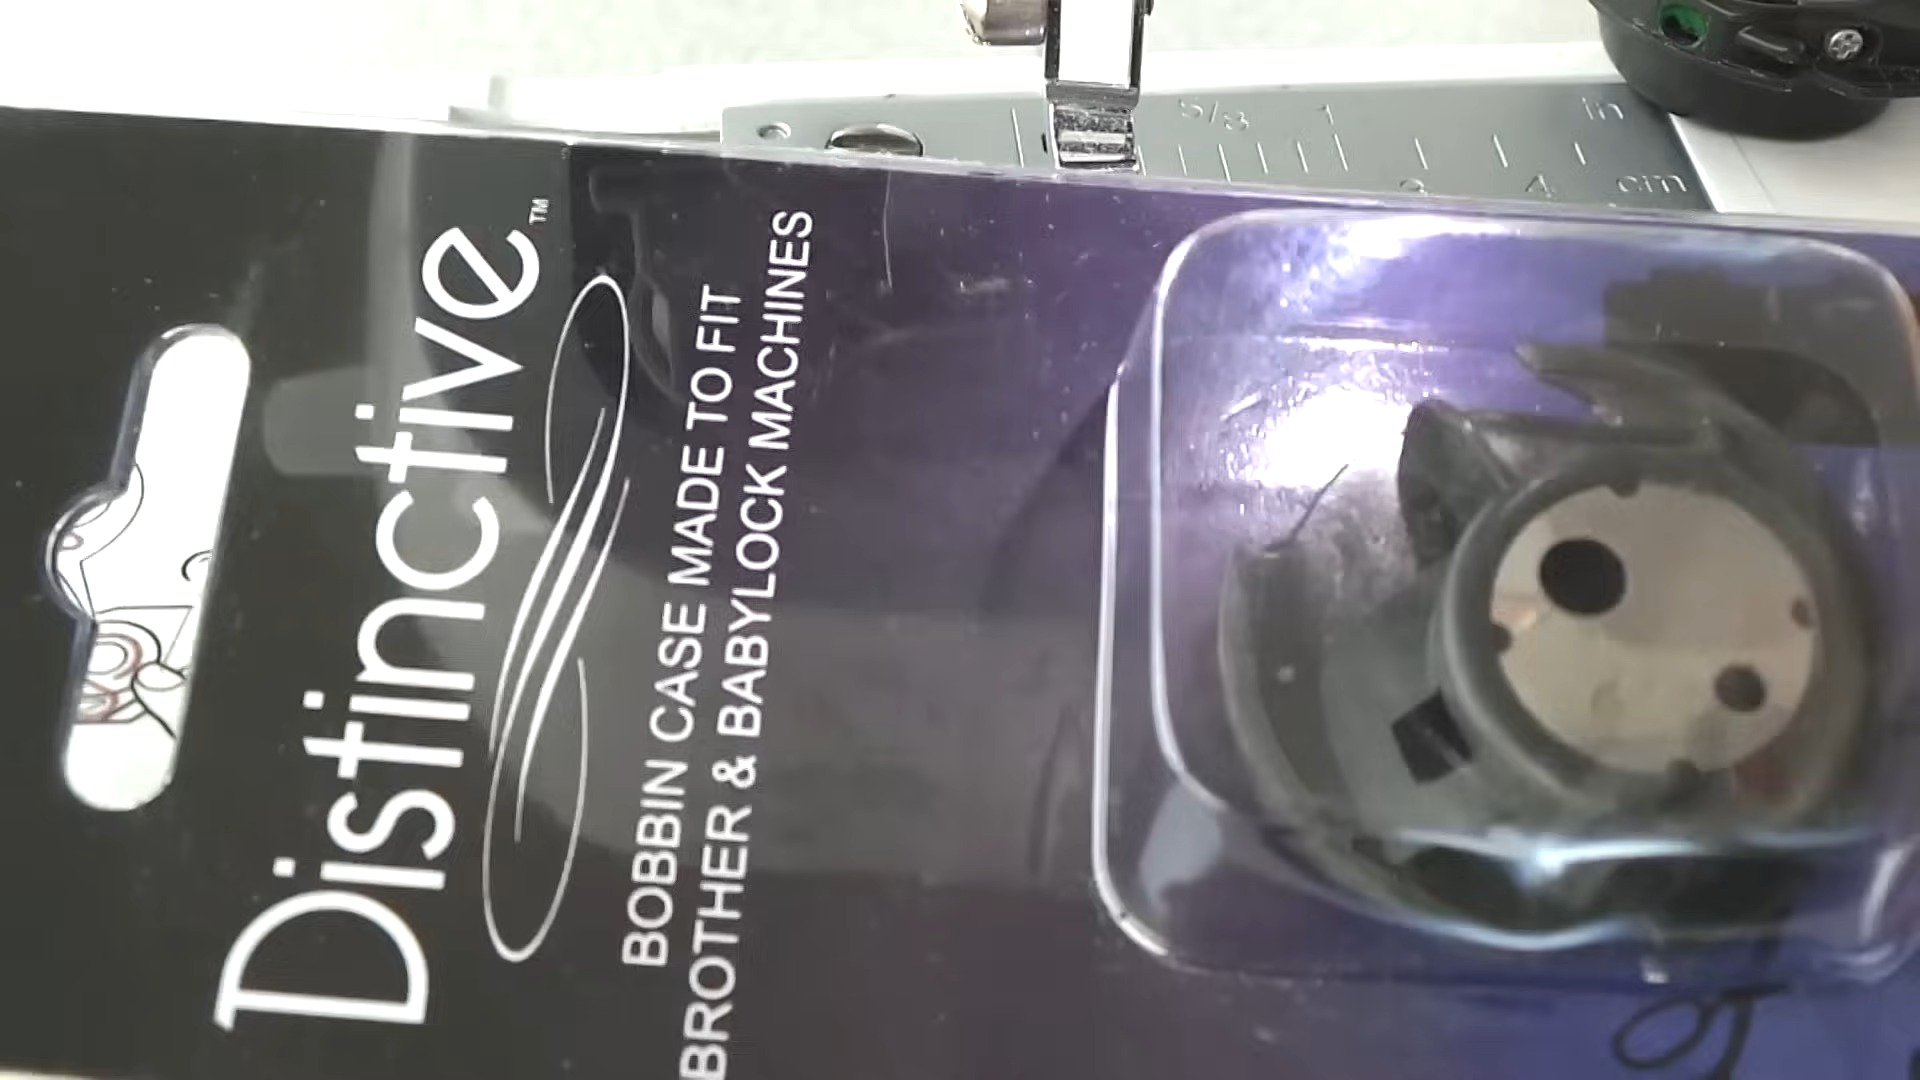 Distinctive™
BOBBIN CASE MADE TO FIT
BROTHER & BABYLOCK MACHINES
5/8 1 in
3 4 cm